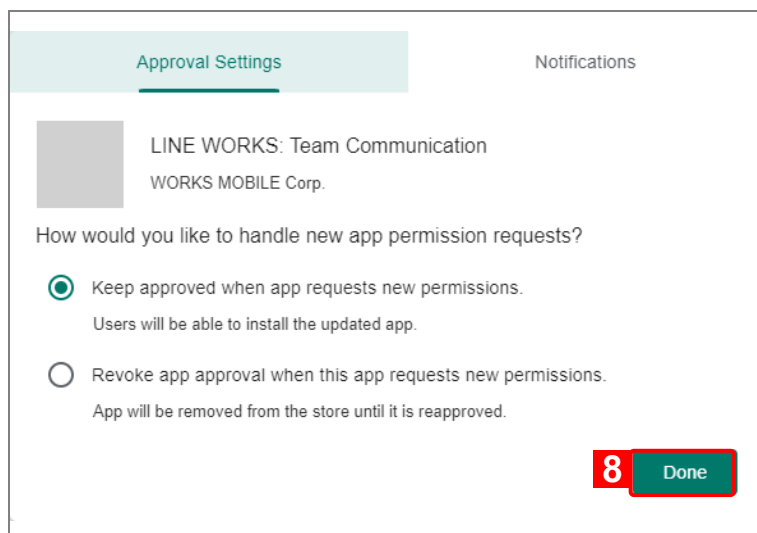 Approval Settings
Notifications
LINE WORKS: Team Communication
WORKS MOBILE Corp.
How would you like to handle new app permission requests?
Keep approved when app requests new permissions.
Users will be able to install the updated app.
Revoke app approval when this app requests new permissions.
App will be removed from the store until it is reapproved.
8 Done